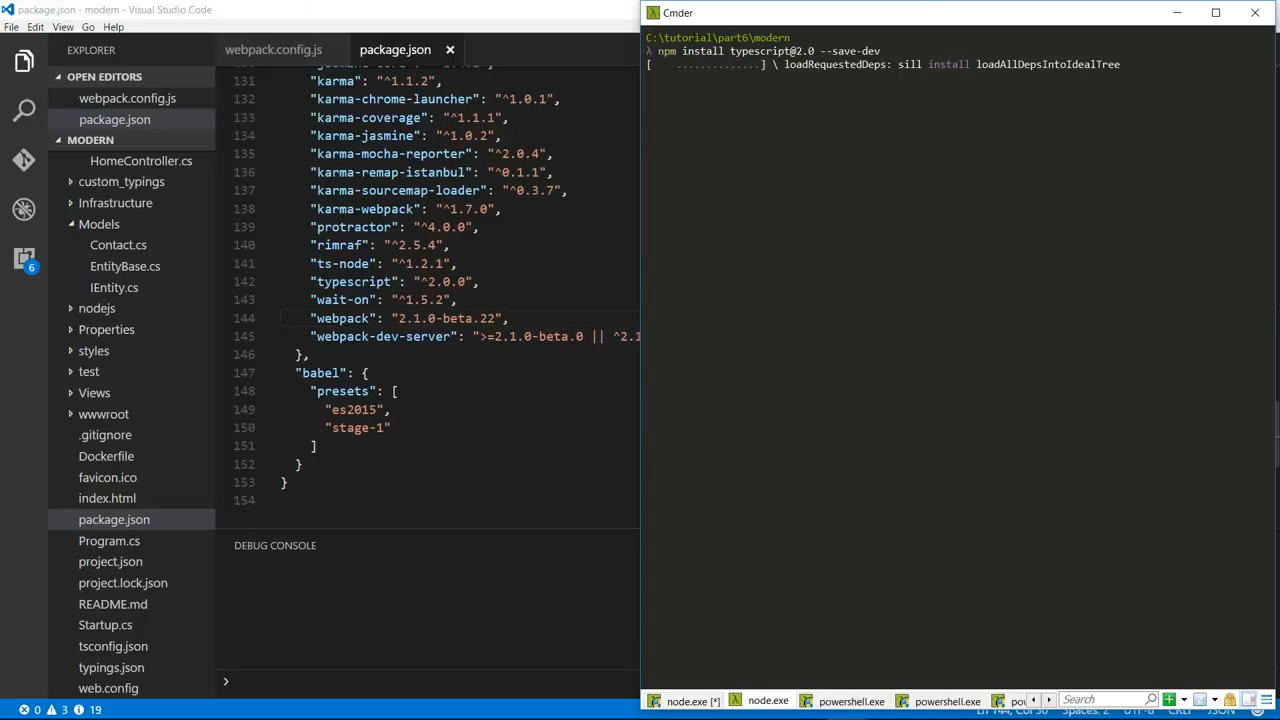 package.json - modern - Visual Studio Code
File Edit View Go Help
EXPLORER
OPEN EDITORS
webpack.config.js
package.json
MODERN
HomeController.cs
custom_typings
Infrastructure
Models
Contact.cs
EntityBase.cs
IEntity.cs
nodejs
Properties
styles
test
Views
wwwroot
.gitignore
Dockerfile
favicon.ico
index.html
package.json
Program.cs
project.json
project.lock.json
README.md
Startup.cs
tsconfig.json
typings.json
web.config
6
webpack.config.js package.json
131 "karma": "^1.1.2",
132 "karma-chrome-launcher": "^1.0.1",
133 "karma-coverage": "^1.1.1",
134 "karma-jasmine": "^1.0.2",
135 "karma-mocha-reporter": "^2.0.4",
136 "karma-remap-istanbul": "^0.1.1",
137 "karma-sourcemap-loader": "^0.3.7",
138 "karma-webpack": "^1.7.0",
139 "protractor": "^4.0.0",
140 "rimraf": "^2.5.4",
141 "ts-node": "^1.2.1",
142 "typescript": "^2.0.0",
143 "wait-on": "^1.5.2",
144 "webpack": "2.1.0-beta.22",
145 "webpack-dev-server": ">=2.1.0-beta.0 || ^2.1
146 },
147 "babel": {
148 "presets": [
149 "es2015",
150 "stage-1"
151 ]
152 }
153 }
154
DEBUG CONSOLE
›
0 3 19
Cmder
C:\tutorial\part6\modern
λ npm install typescript@2.0 --save-dev
[ ..............] \ loadRequestedDeps: sill install loadAllDepsIntoIdealTree
node.exe [*] node.exe powershell.exe powershell.exe Search